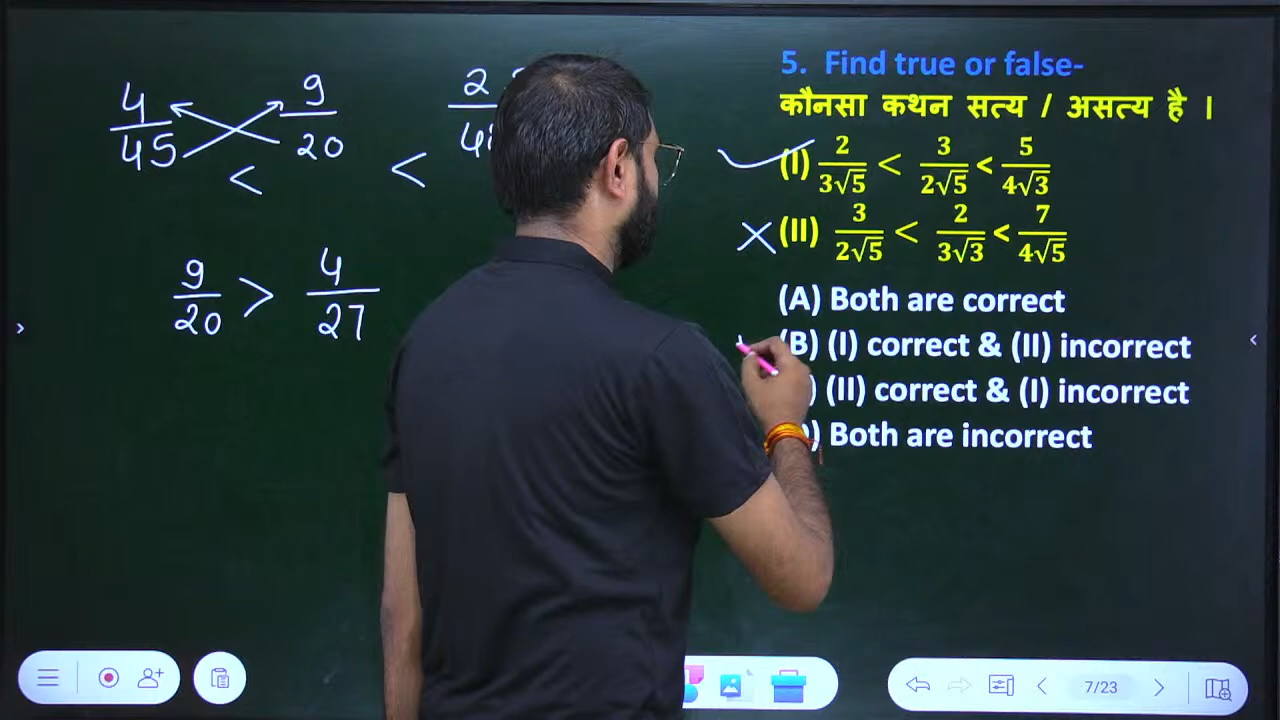 4/45 < 9/20 < 2
9/20 > 4/27
5. Find true or false-
कौनसा कथन सत्य / असत्य है ।
(I) 2/3√5 < 3/2√5 < 5/4√3
(II) 3/2√5 < 2/3√3 < 7/4√5
(A) Both are correct
(B) (I) correct & (II) incorrect
(II) correct & (I) incorrect
Both are incorrect
7/23